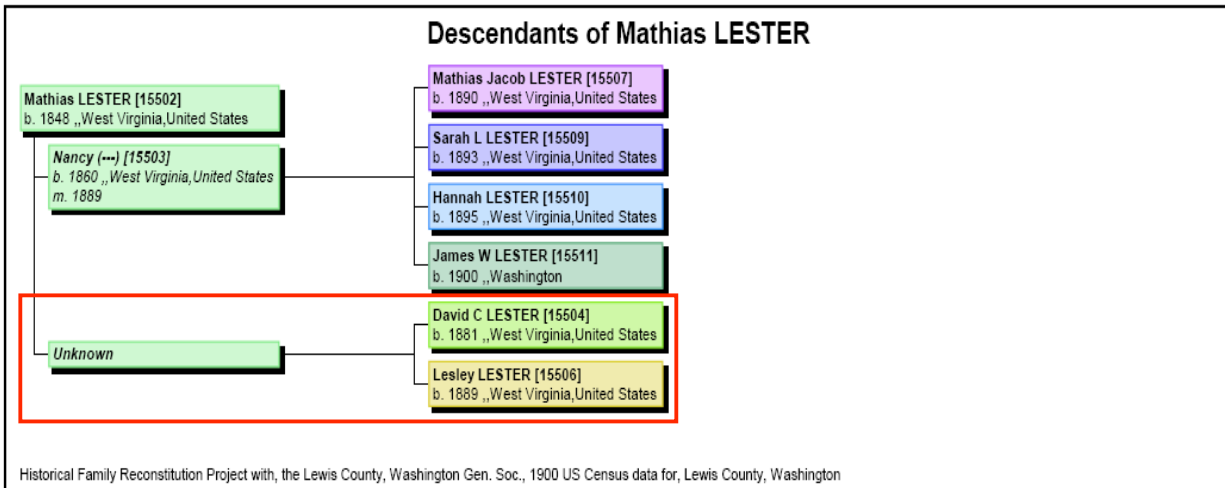 Descendants of Mathias LESTER
Mathias LESTER [15502]
b. 1848 ,,West Virginia,United States
Nancy (---) [15503]
b. 1860 ,,West Virginia,United States
m. 1889
Mathias Jacob LESTER [15507]
b. 1890 ,,West Virginia,United States
Sarah L LESTER [15509]
b. 1893 ,,West Virginia,United States
Hannah LESTER [15510]
b. 1895 ,,West Virginia,United States
James W LESTER [15511]
b. 1900 ,,Washington
Unknown
David C LESTER [15504]
b. 1881 ,,West Virginia,United States
Lesley LESTER [15506]
b. 1889 ,,West Virginia,United States
Historical Family Reconstitution Project with, the Lewis County, Washington Gen. Soc., 1900 US Census data for, Lewis County, Washington